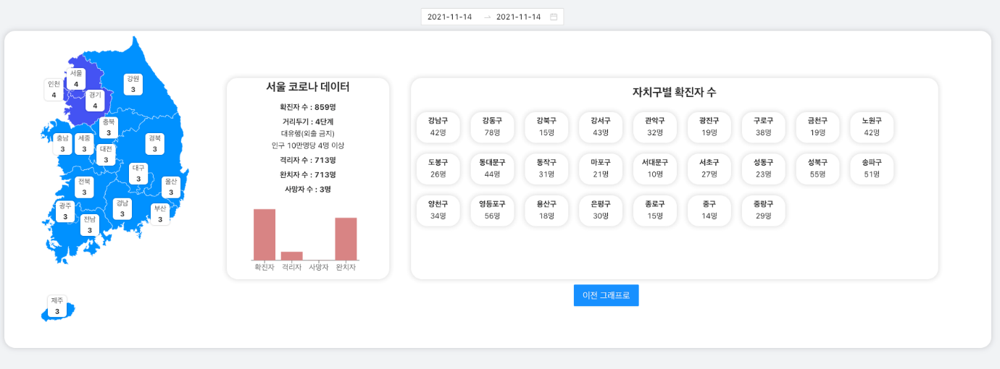 2021-11-14 → 2021-11-14
서울
4
인천
4
경기
4
강원
3
충북
3
충남
3
세종
3
대전
3
경북
3
대구
3
전북
3
울산
3
광주
3
전남
3
경남
3
부산
3
제주
3
서울 코로나 데이터
확진자 수 : 859명
거리두기 : 4단계
대유행(외출 금지)
인구 10만명당 4명 이상
격리자 수 : 713명
완치자 수 : 713명
사망자 수 : 3명
확진자 격리자 사망자 완치자
자치구별 확진자 수
강남구 강동구 강북구 강서구 관악구 광진구 구로구 금천구 노원구
42명 78명 15명 43명 32명 19명 38명 19명 42명
도봉구 동대문구 동작구 마포구 서대문구 서초구 성동구 성북구 송파구
26명 44명 31명 21명 10명 27명 23명 55명 51명
양천구 영등포구 용산구 은평구 종로구 중구 중랑구
34명 56명 18명 30명 15명 14명 29명
이전 그래프로